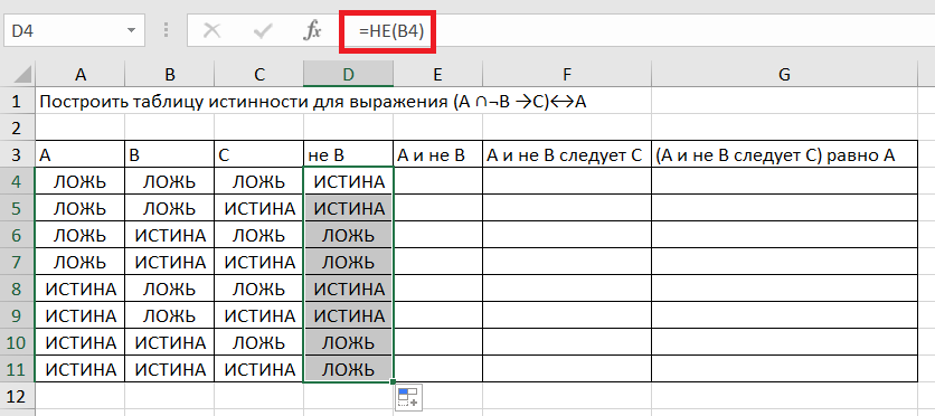 D4 fx =НЕ(B4)
A B C D E F G
1 Построить таблицу истинности для выражения (A ∩¬B →C)↔A
2
3 A B C не B A и не B A и не B следует C (A и не B следует C) равно A
4 ЛОЖЬ ЛОЖЬ ЛОЖЬ ИСТИНА
5 ЛОЖЬ ЛОЖЬ ИСТИНА ИСТИНА
6 ЛОЖЬ ИСТИНА ЛОЖЬ ЛОЖЬ
7 ЛОЖЬ ИСТИНА ИСТИНА ЛОЖЬ
8 ИСТИНА ЛОЖЬ ЛОЖЬ ИСТИНА
9 ИСТИНА ЛОЖЬ ИСТИНА ИСТИНА
10 ИСТИНА ИСТИНА ЛОЖЬ ЛОЖЬ
11 ИСТИНА ИСТИНА ИСТИНА ЛОЖЬ
12